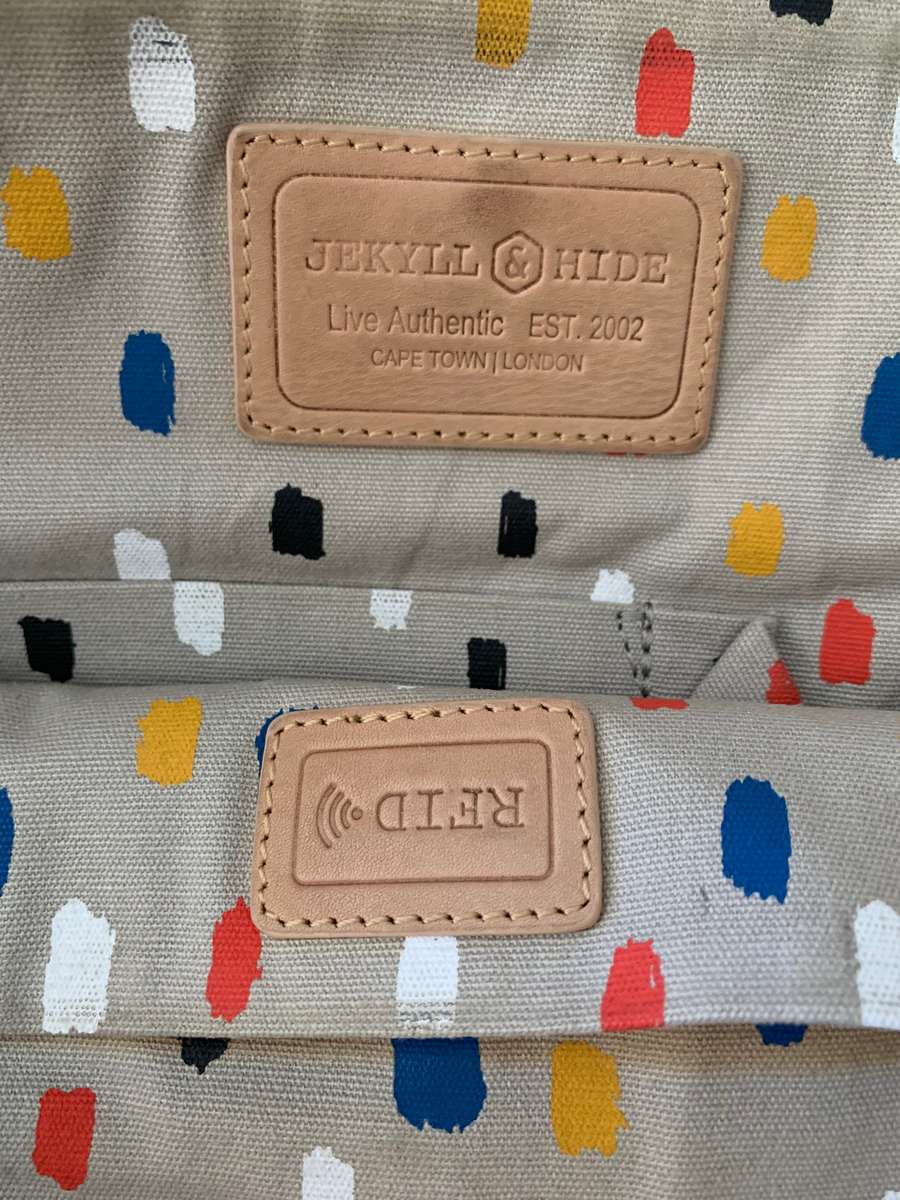 JEKYLL & HIDE
Live Authentic EST. 2002
CAPE TOWN | LONDON
RFID